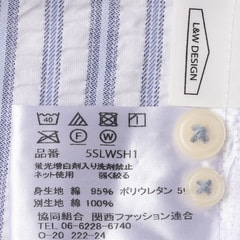 L&W DESIGN
40
品番 5SLWSH1
蛍光増白剤入り洗剤禁止
ネット使用 強く絞る
身生地 綿 95% ポリウレタン 5%
別生地 綿 100%
協同組合 関西ファッション連合
TEL 06-6228-6740
O-20 222-24